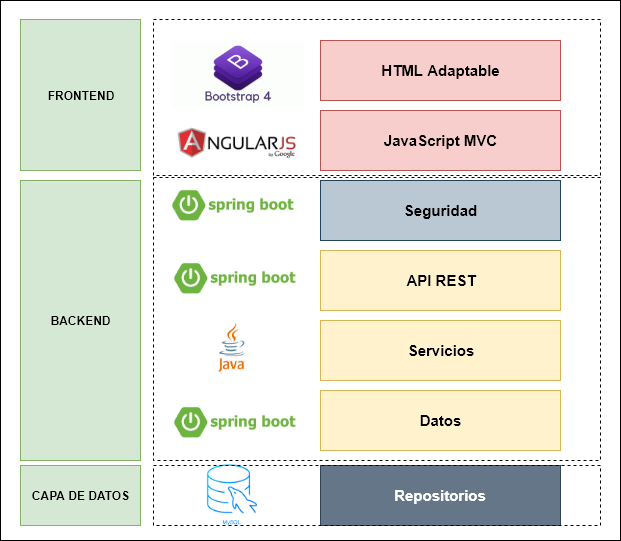 FRONTEND
Bootstrap 4
HTML Adaptable
ANGULARJS
by Google
JavaScript MVC
BACKEND
spring boot
Seguridad
spring boot
API REST
Java
Servicios
spring boot
Datos
CAPA DE DATOS
MySQL
Repositorios